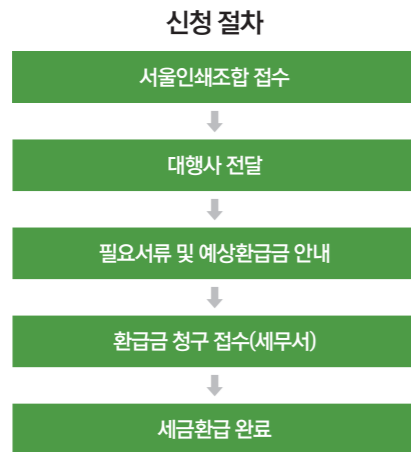 신청 절차
서울인쇄조합 접수
대행사 전달
필요서류 및 예상환급금 안내
환급금 청구 접수(세무서)
세금환급 완료